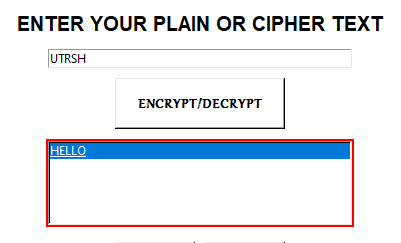 ENTER YOUR PLAIN OR CIPHER TEXT
UTRSH
ENCRYPT/DECRYPT
HELLO